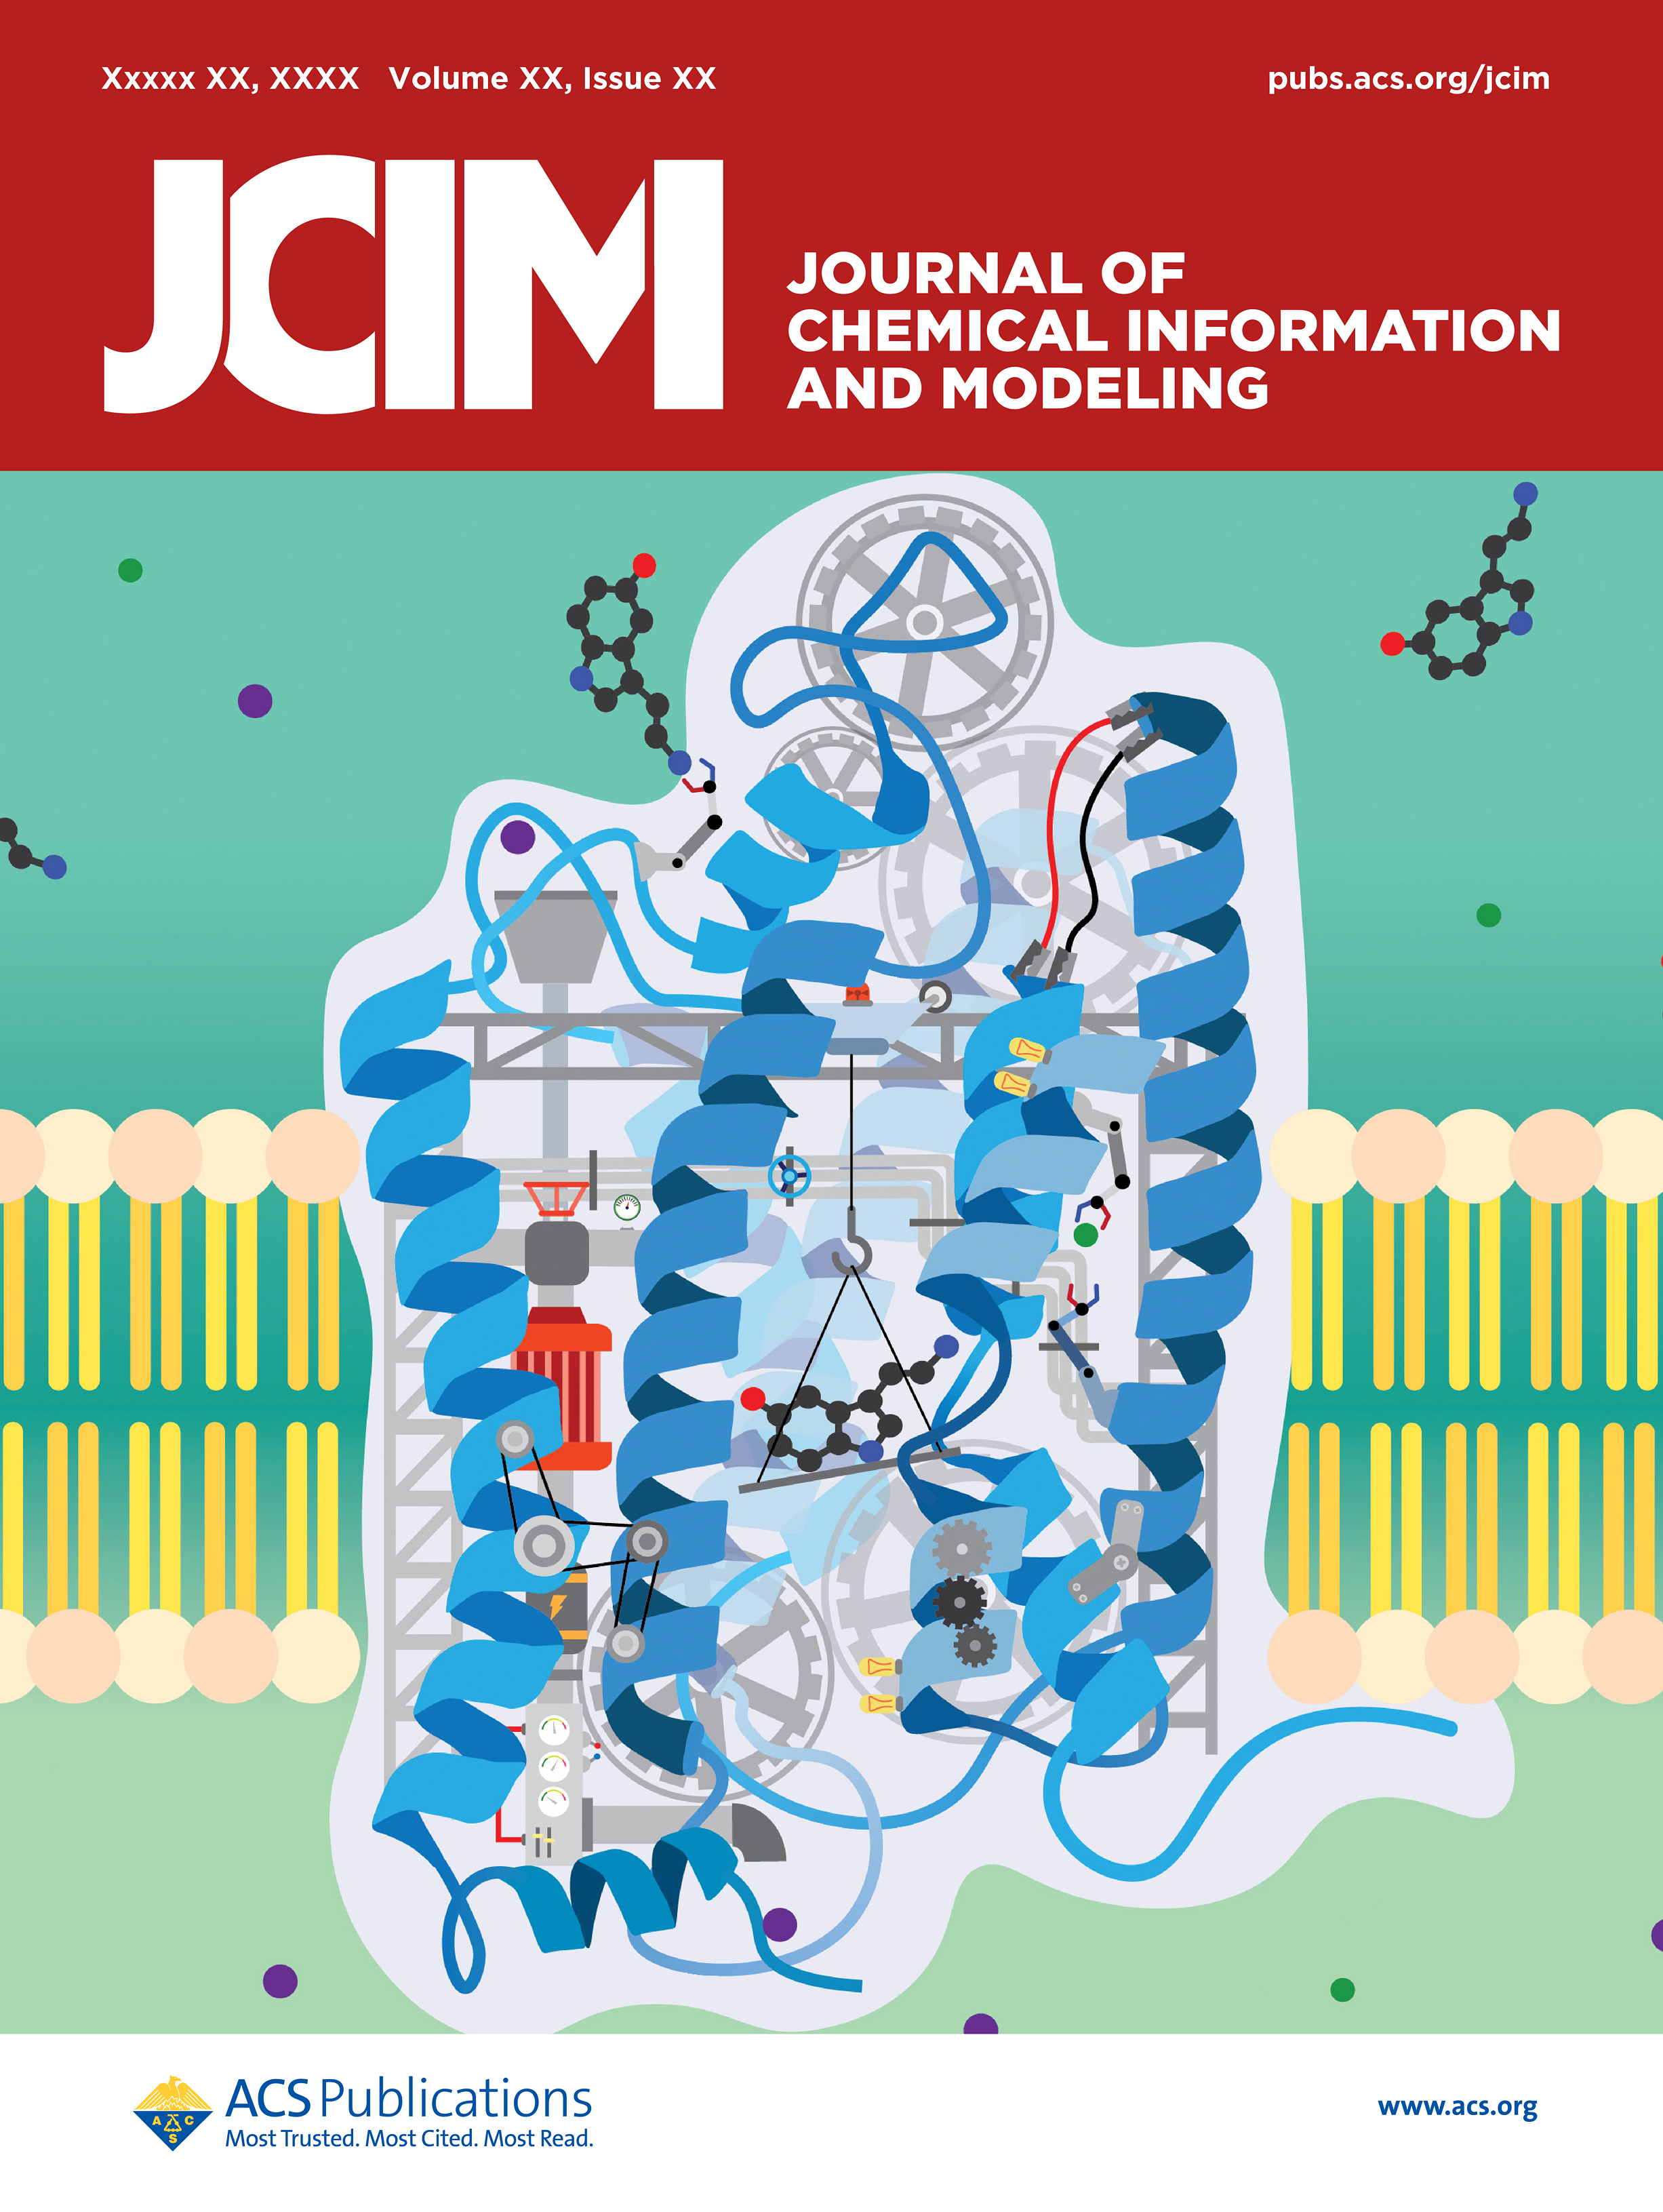 Xxxxx XX, XXXX   Volume XX, Issue XX
pubs.acs.org/jcim
JCIM
JOURNAL OF
CHEMICAL INFORMATION
AND MODELING
A C
S
ACS Publications
Most Trusted. Most Cited. Most Read.
www.acs.org